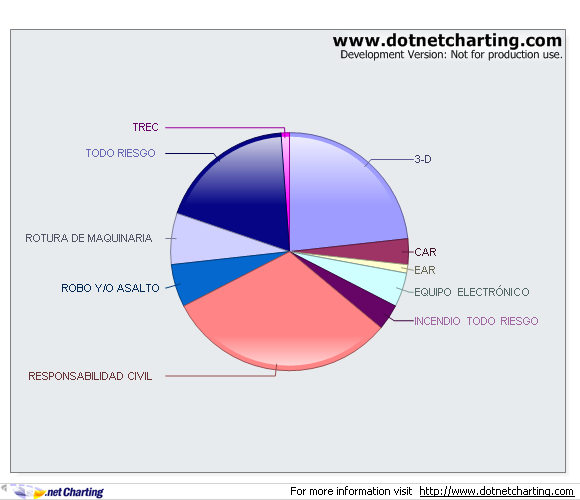 www.dotnetcharting.com
Development Version: Not for production use.
TREC
TODO RIESGO
3-D
ROTURA DE MAQUINARIA
CAR
EAR
ROBO Y/O ASALTO
EQUIPO ELECTRÓNICO
INCENDIO TODO RIESGO
RESPONSABILIDAD CIVIL
.net Charting
For more information visit http://www.dotnetcharting.com